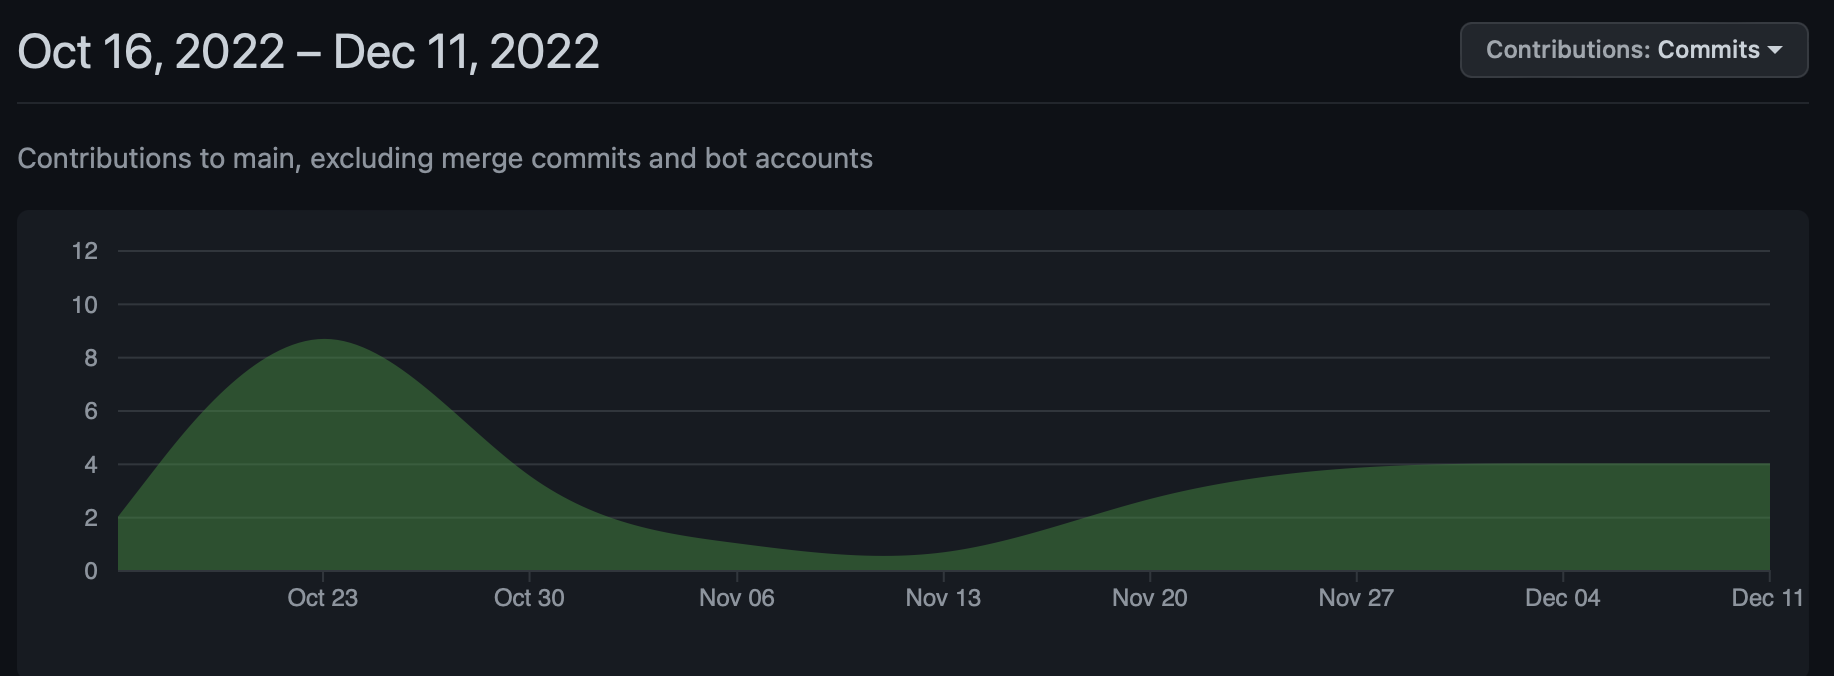 Oct 16, 2022 – Dec 11, 2022
Contributions: Commits
Contributions to main, excluding merge commits and bot accounts
12
10
8
6
4
2
0
Oct 23 Oct 30 Nov 06 Nov 13 Nov 20 Nov 27 Dec 04 Dec 11